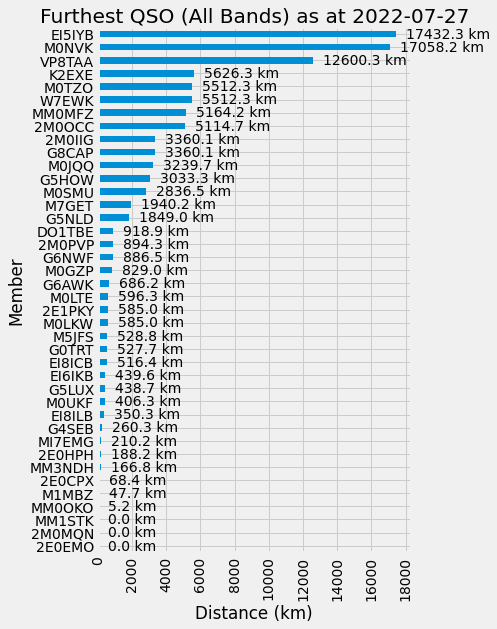 Furthest QSO (All Bands) as at 2022-07-27
EI5IYB 17432.3 km
M0NVK 17058.2 km
VP8TAA 12600.3 km
K2EXE 5626.3 km
M0TZO 5512.3 km
W7EWK 5512.3 km
MM0MFZ 5164.2 km
2M0OCC 5114.7 km
2M0IIG 3360.1 km
G8CAP 3360.1 km
M0JQQ 3239.7 km
G5HOW 3033.3 km
M0SMU 2836.5 km
M7GET 1940.2 km
G5NLD 1849.0 km
DO1TBE 918.9 km
2M0PVP 894.3 km
G6NWF 886.5 km
M0GZP 829.0 km
G6AWK 686.2 km
M0LTE 596.3 km
2E1PKY 585.0 km
M0LKW 585.0 km
M5JFS 528.8 km
G0TRT 527.7 km
EI8ICB 516.4 km
EI6IKB 439.6 km
G5LUX 438.7 km
M0UKF 406.3 km
EI8ILB 350.3 km
G4SEB 260.3 km
MI7EMG 210.2 km
2E0HPH 188.2 km
MM3NDH 166.8 km
2E0CPX 68.4 km
M1MBZ 47.7 km
MM0OKO 5.2 km
MM1STK 0.0 km
2M0MQN 0.0 km
2E0EMO 0.0 km
Member
0 2000 4000 6000 8000 10000 12000 14000 16000 18000
Distance (km)